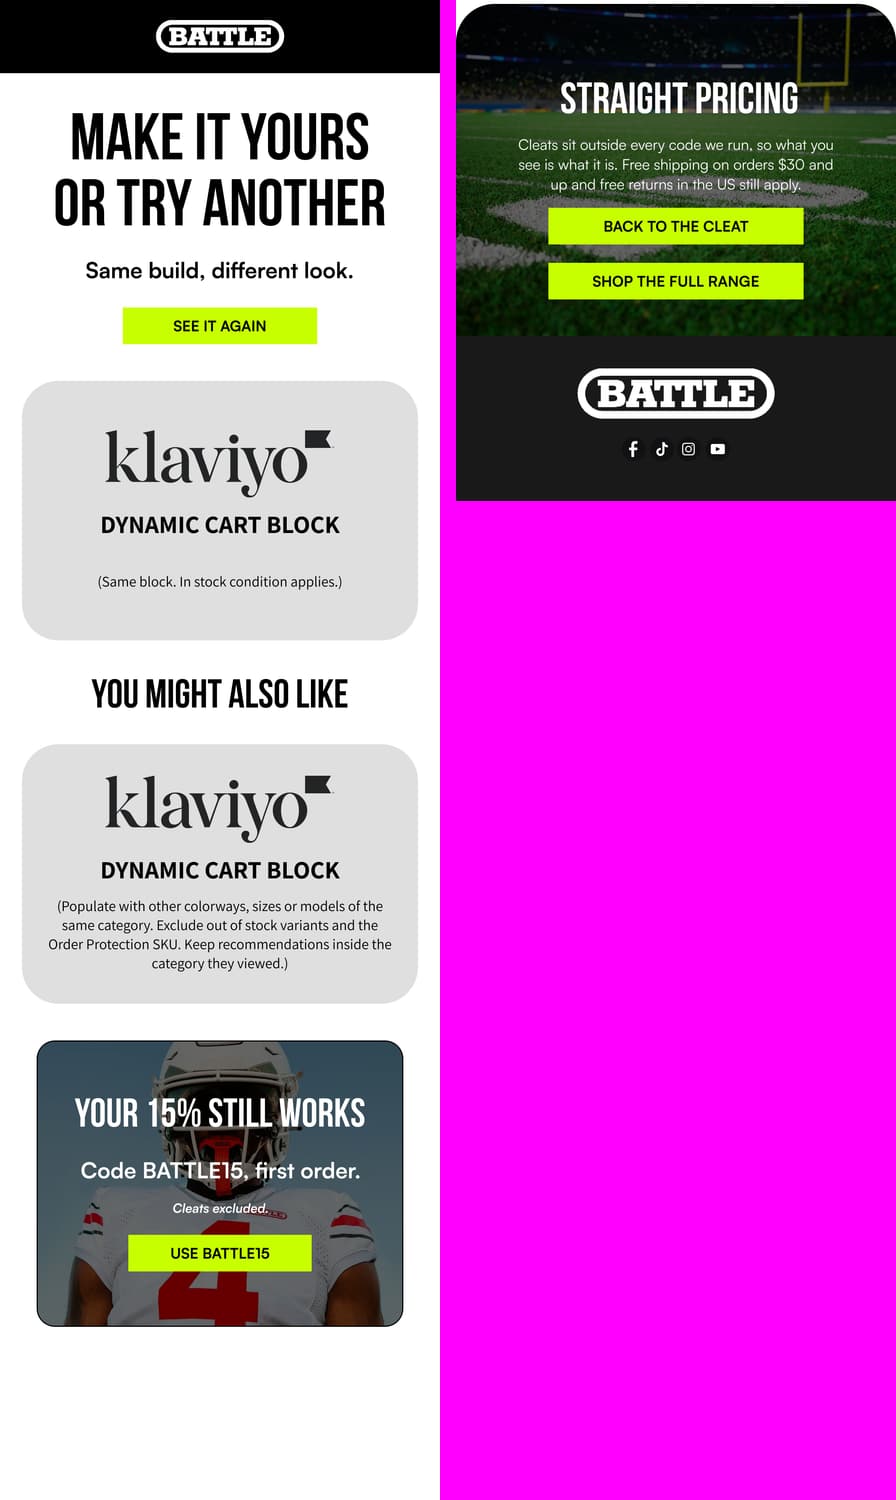 BATTLE
MAKE IT YOURS
OR TRY ANOTHER
Same build, different look.
SEE IT AGAIN
klaviyo
DYNAMIC CART BLOCK
(Same block. In stock condition applies.)
YOU MIGHT ALSO LIKE
klaviyo
DYNAMIC CART BLOCK
(Populate with other colorways, sizes or models of the
same category. Exclude out of stock variants and the
Order Protection SKU. Keep recommendations inside the
category they viewed.)
YOUR 15% STILL WORKS
Code BATTLE15, first order.
Cleats excluded.
USE BATTLE15
4
STRAIGHT PRICING
Cleats sit outside every code we run, so what you
see is what it is. Free shipping on orders $30 and
up and free returns in the US still apply.
BACK TO THE CLEAT
SHOP THE FULL RANGE
BATTLE